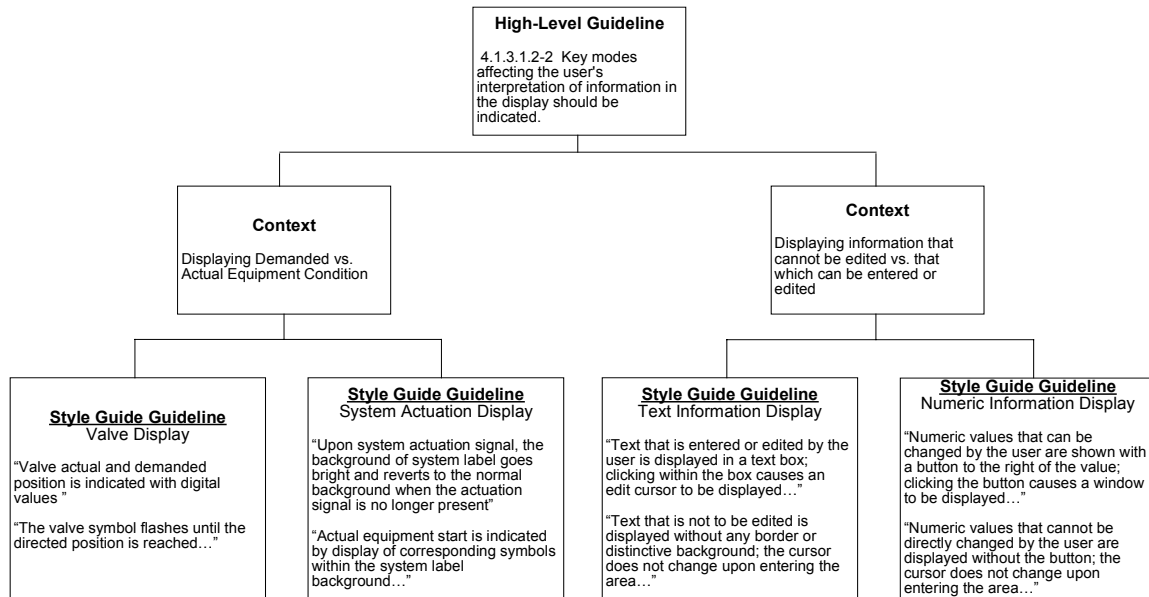 High-Level Guideline
4.1.3.1.2-2 Key modes
affecting the user's
interpretation of information in
the display should be
indicated.
Context
Displaying Demanded vs.
Actual Equipment Condition
Context
Displaying information that
cannot be edited vs. that
which can be entered or
edited
Style Guide Guideline
Valve Display
“Valve actual and demanded
position is indicated with digital
values ”
“The valve symbol flashes until the
directed position is reached…”
Style Guide Guideline
System Actuation Display
“Upon system actuation signal, the
background of system label goes
bright and reverts to the normal
background when the actuation
signal is no longer present”
“Actual equipment start is indicated
by display of corresponding symbols
within the system label
background…”
Style Guide Guideline
Text Information Display
“Text that is entered or edited by the
user is displayed in a text box;
clicking within the box causes an
edit cursor to be displayed…”
“Text that is not to be edited is
displayed without any border or
distinctive background; the cursor
does not change upon entering the
area…”
Style Guide Guideline
Numeric Information Display
“Numeric values that can be
changed by the user are shown with
a button to the right of the value;
clicking the button causes a window
to be displayed…”
“Numeric values that cannot be
directly changed by the user are
displayed without the button; the
cursor does not change upon
entering the area…”